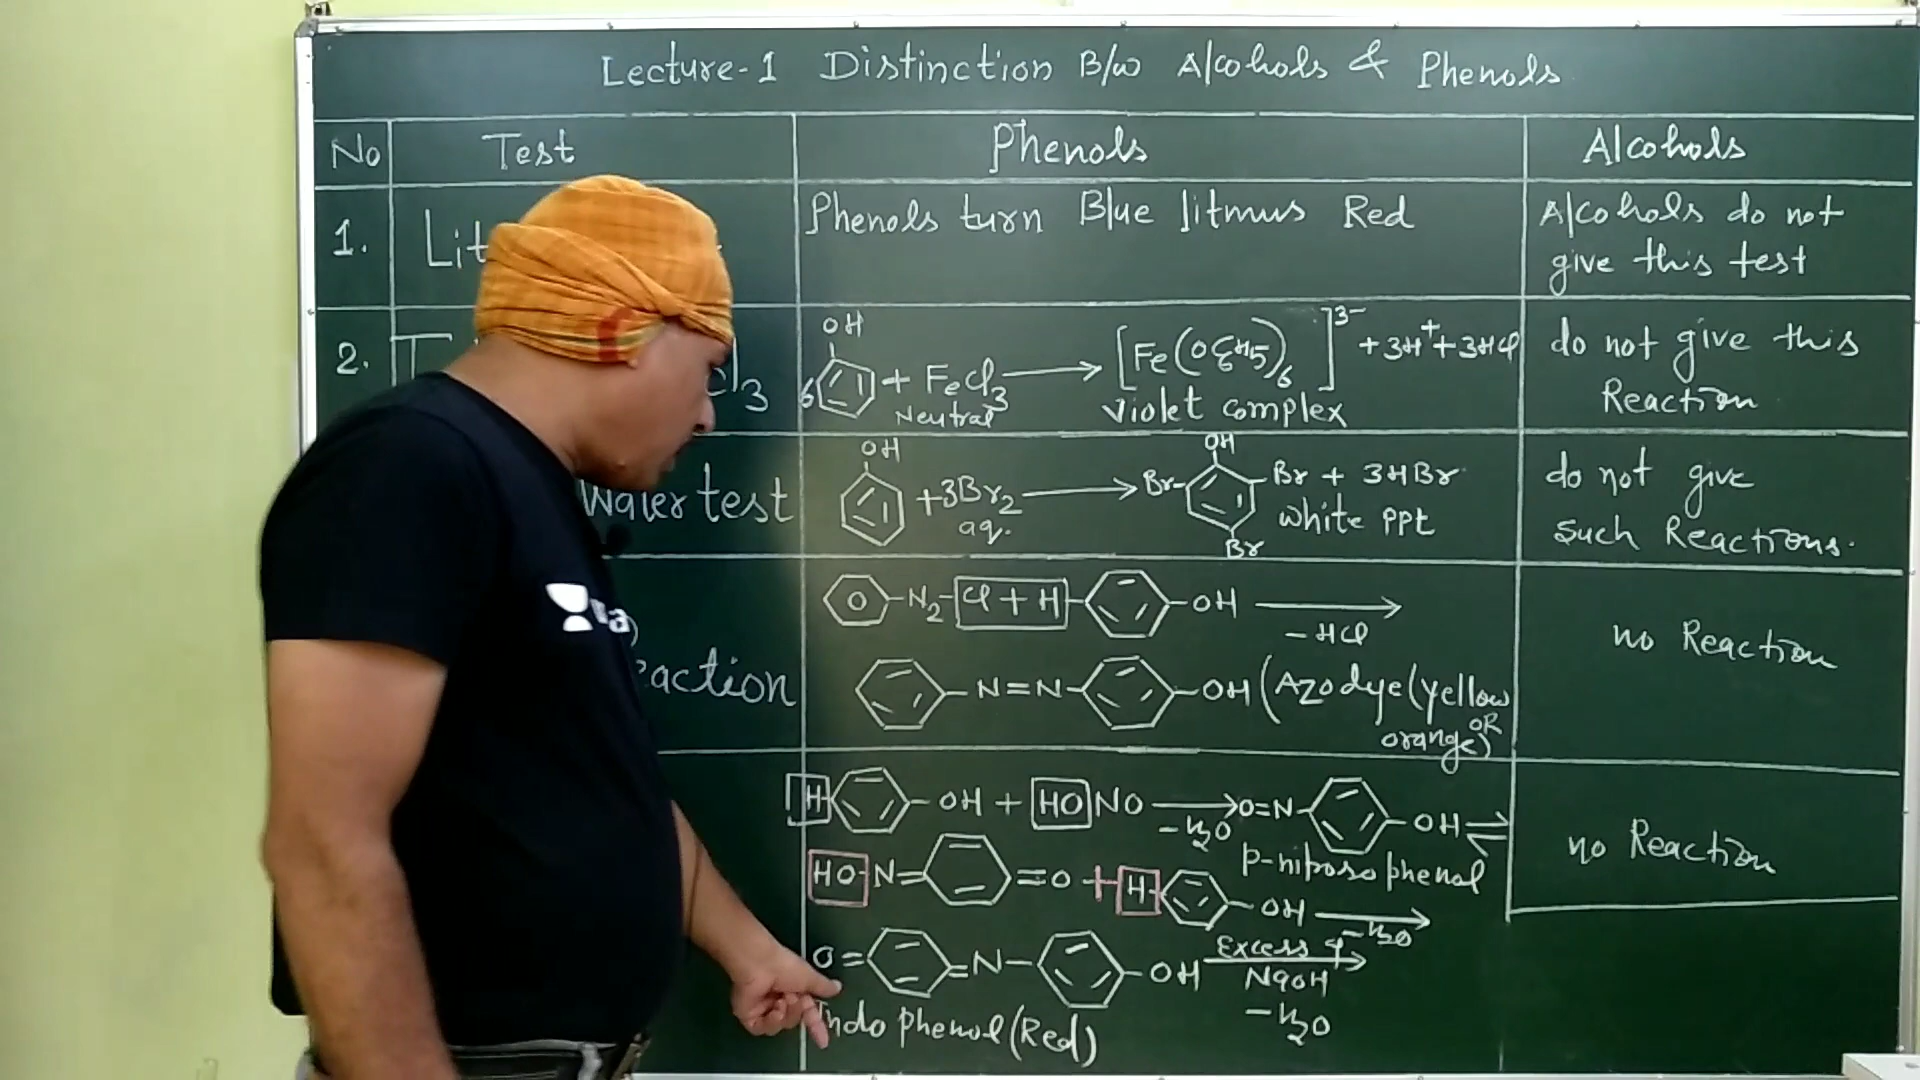 Lecture-1 Distinction B/w Alcohols & Phenols
No Test Phenols Alcohols
1. Lit
Phenols turn Blue litmus Red
Alcohols do not
give this test
2.
Cl3
OH
6 + FeCl3 → [Fe(OC6H5)6]3- + 3H+ + 3HCl
Neutral
violet complex
do not give this
Reaction
Water test
OH
+3Br2 →
aq.
OH
Br- -Br + 3HBr
white ppt
Br
do not give
such Reactions.
eaction
O -N2-Cl + H- -OH →
-HCl
-N=N- -OH (Azodye(yellow
OR
orange)
no Reaction
H- -OH + HONO → O=N- -OH ⇌
-H2O
p-nitroso phenol
HO-N= =O + H- -OH →
-H2O
O= =N- -OH Excess of →
NaOH
-H2O
Indo phenol (Red)
no Reaction